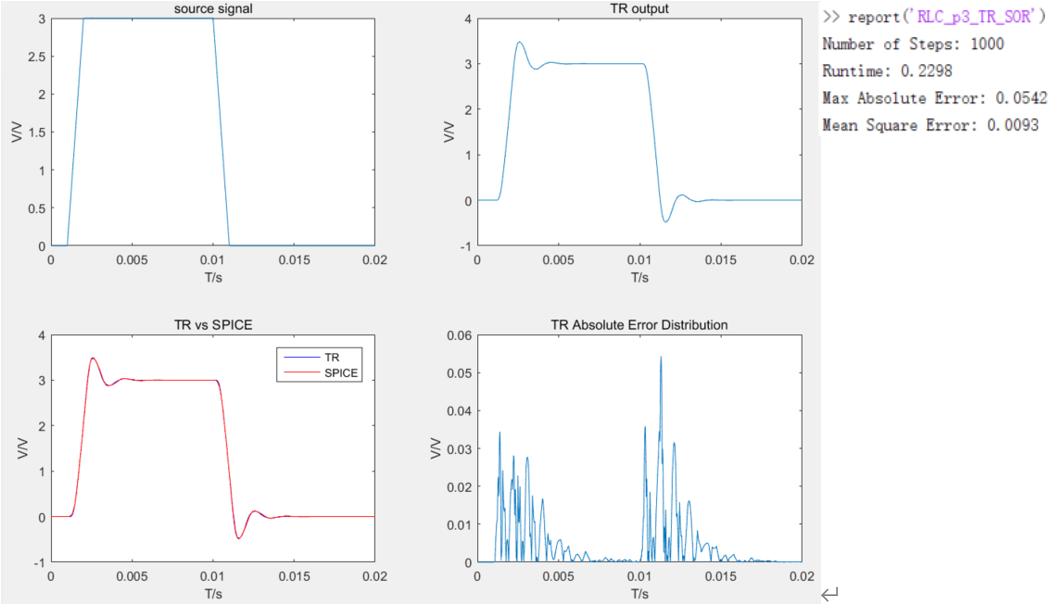 source signal
3
2.5
2
1.5
1
0.5
0
V/V
0 0.005 0.01 0.015 0.02
T/s
TR output
4
3
2
1
0
-1
V/V
0 0.005 0.01 0.015 0.02
T/s
>> report('RLC_p3_TR_SOR')
Number of Steps: 1000
Runtime: 0.2298
Max Absolute Error: 0.0542
Mean Square Error: 0.0093
TR vs SPICE
4
3
2
1
0
-1
V/V
TR
SPICE
0 0.005 0.01 0.015 0.02
T/s
TR Absolute Error Distribution
0.06
0.05
0.04
0.03
0.02
0.01
0
V/V
0 0.005 0.01 0.015 0.02
T/s